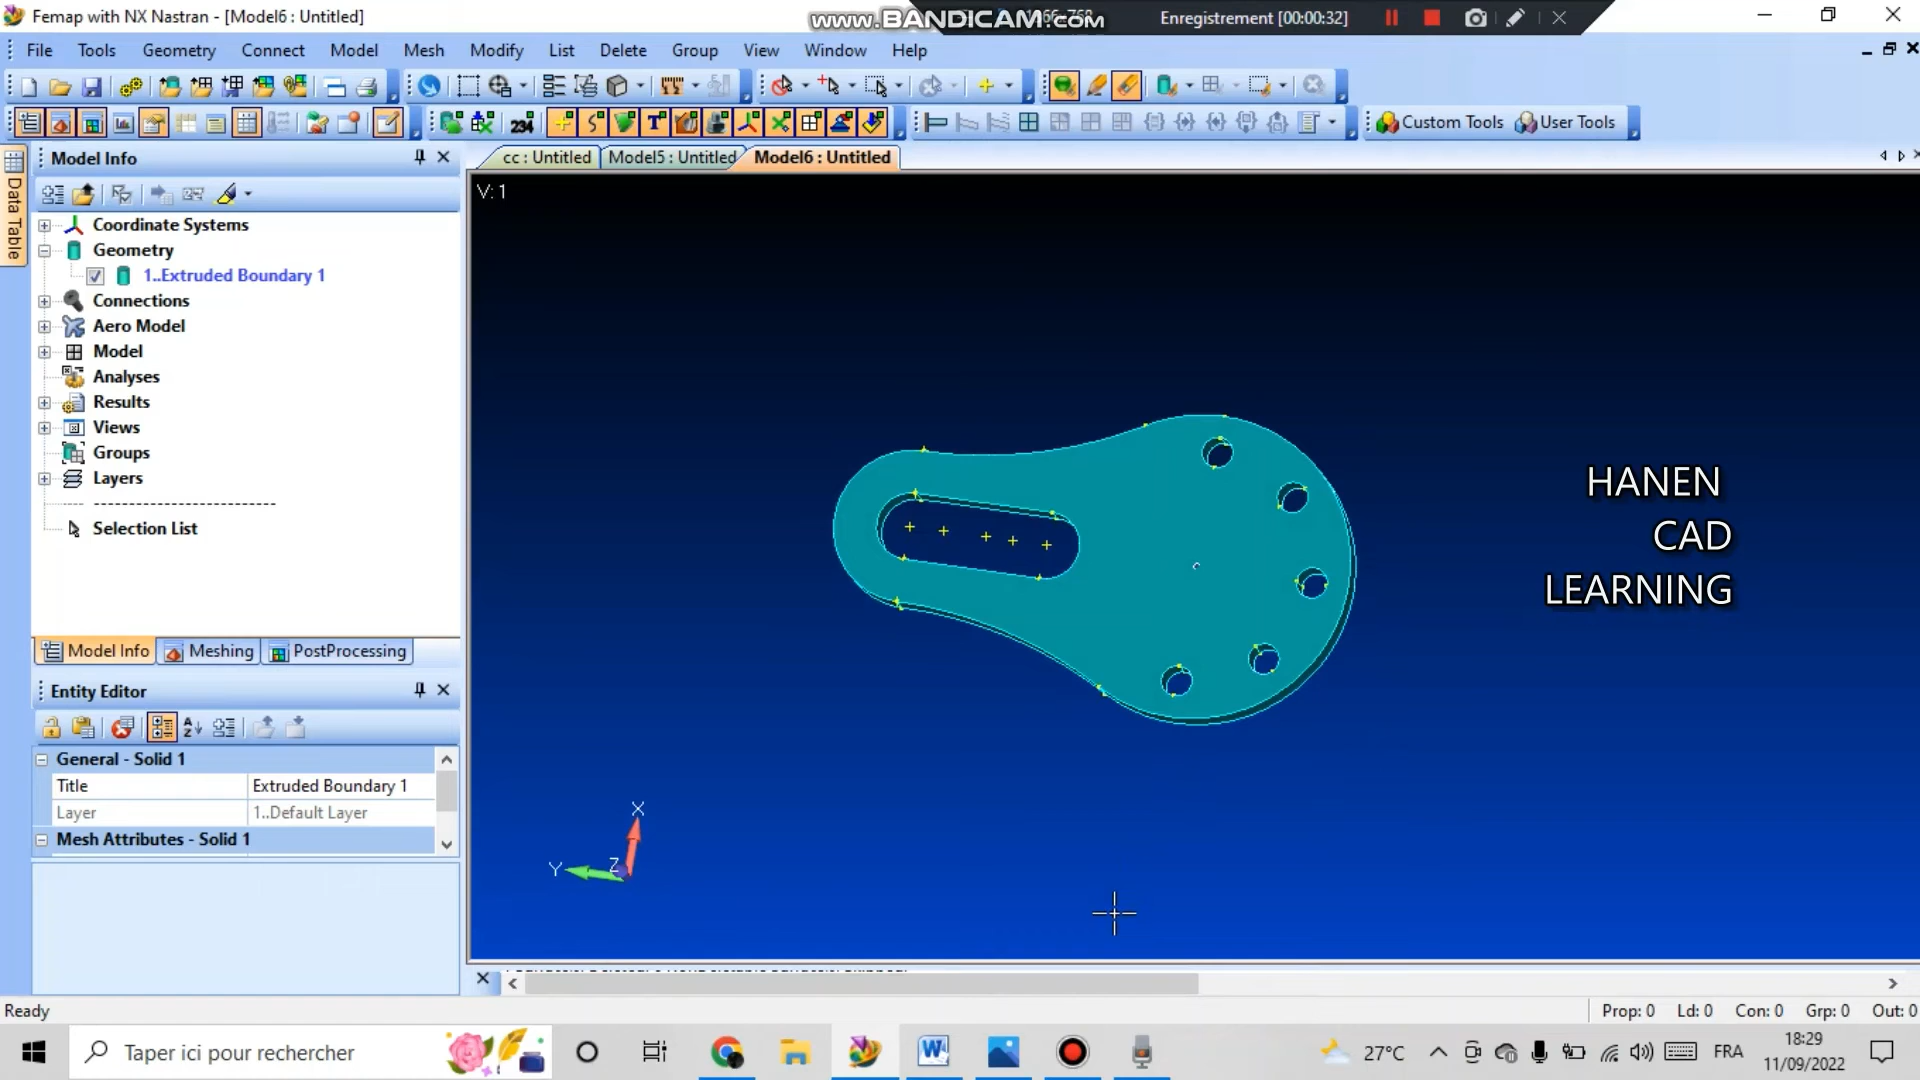 Femap with NX Nastran - [Model6 : Untitled]
www.BANDICAM.com
Enregistrement [00:00:32]
File Tools Geometry Connect Model Mesh Modify List Delete Group View Window Help
234
Custom Tools User Tools
Model Info
cc : Untitled Model5 : Untitled Model6 : Untitled
Data Table
V: 1
Coordinate Systems
Geometry
1..Extruded Boundary 1
Connections
Aero Model
Model
Analyses
Results
Views
Groups
Layers
Selection List
HANEN
CAD
LEARNING
Model Info Meshing PostProcessing
Entity Editor
General - Solid 1
Title Extruded Boundary 1
Layer 1..Default Layer
Mesh Attributes - Solid 1
X
Y
Z
Ready
Prop: 0 Ld: 0 Con: 0 Grp: 0 Out: 0
Taper ici pour rechercher
27°C
FRA
18:29
11/09/2022